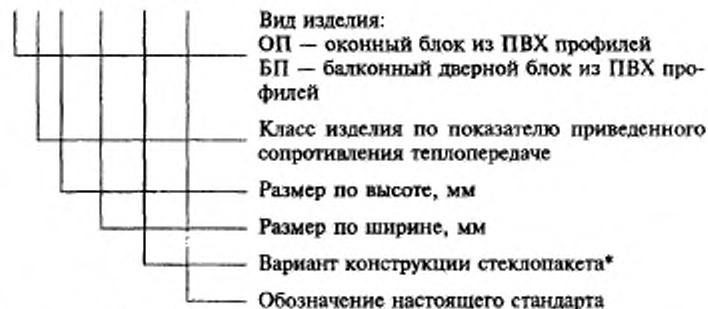 Вид изделия:
ОП — оконный блок из ПВХ профилей
БП — балконный дверной блок из ПВХ про-
филей
Класс изделия по показателю приведенного
сопротивления теплопередаче
Размер по высоте, мм
Размер по ширине, мм
Вариант конструкции стеклопакета*
Обозначение настоящего стандарта